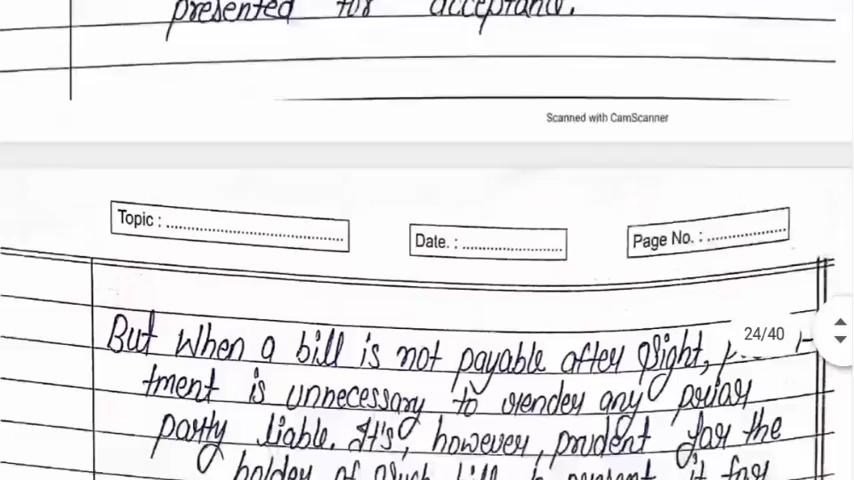 presented for acceptance.
Scanned with CamScanner
Topic : ........................................
Date. : ........................
Page No. : ...................
24/40
But when a bill is not payable after sight,
tment is unnecessary to render any prior
party liable. It's, however, prudent for the
holder of such bill to present it for